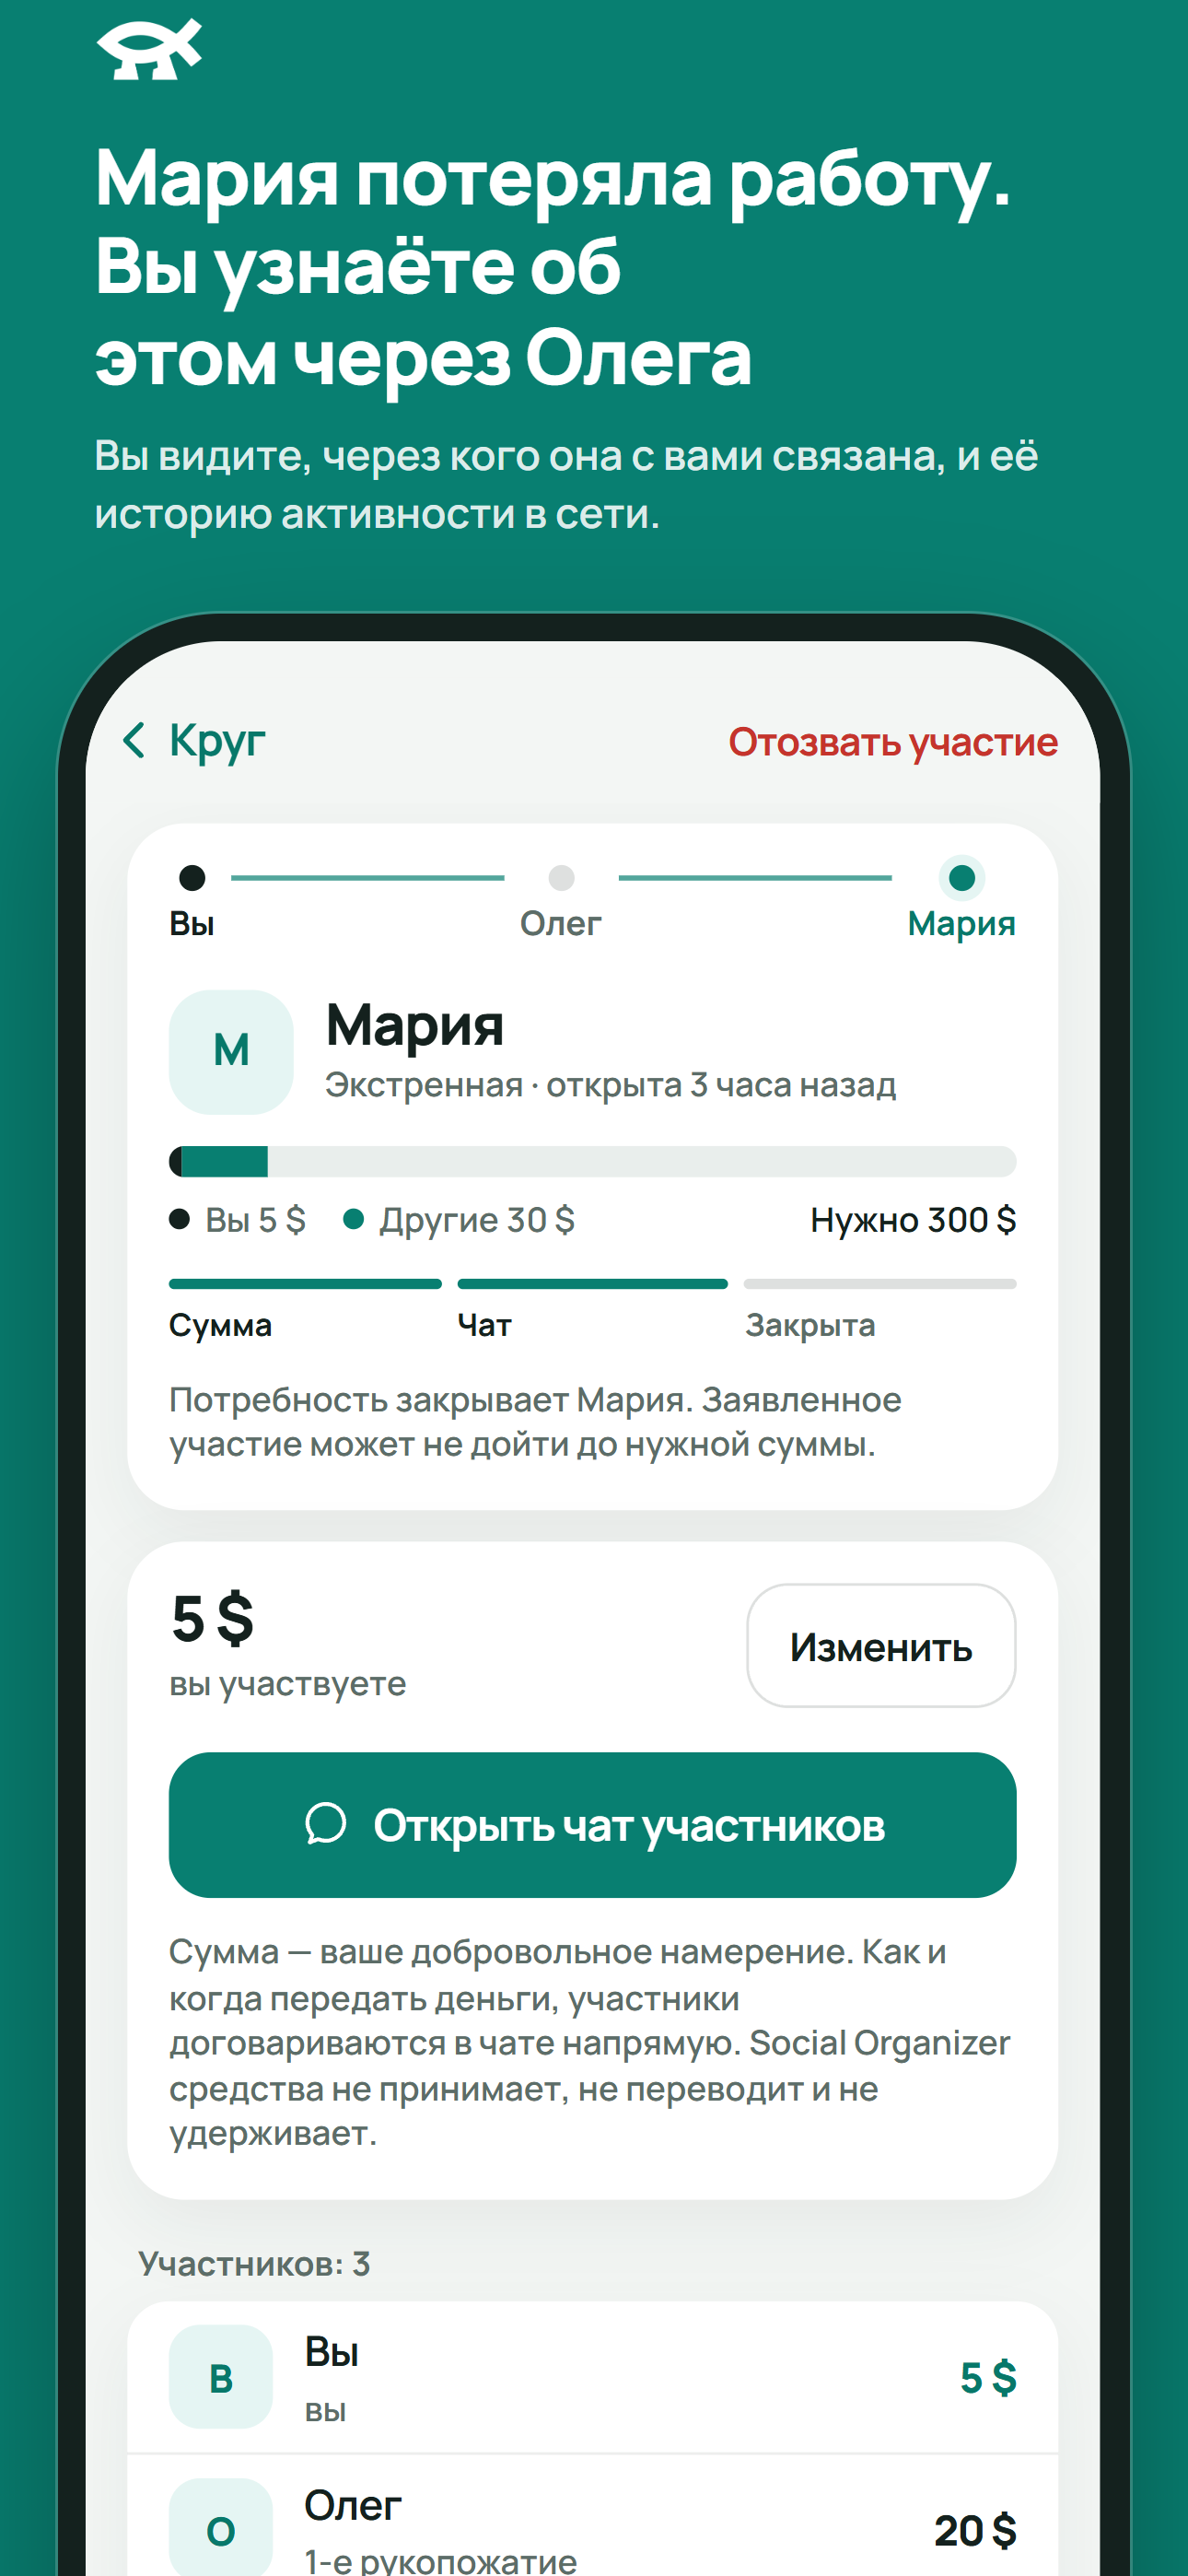 Мария потеряла работу.
Вы узнаёте об
этом через Олега
Вы видите, через кого она с вами связана, и её
историю активности в сети.
Круг
Отозвать участие
Вы
Олег
Мария
М
Мария
Экстренная · открыта 3 часа назад
Вы 5 $
Другие 30 $
Нужно 300 $
Сумма
Чат
Закрыта
Потребность закрывает Мария. Заявленное
участие может не дойти до нужной суммы.
5 $
вы участвуете
Изменить
Открыть чат участников
Сумма — ваше добровольное намерение. Как и
когда передать деньги, участники
договариваются в чате напрямую. Social Organizer
средства не принимает, не переводит и не
удерживает.
Участников: 3
В
Вы
вы
5 $
О
Олег
1-е рукопожатие
20 $